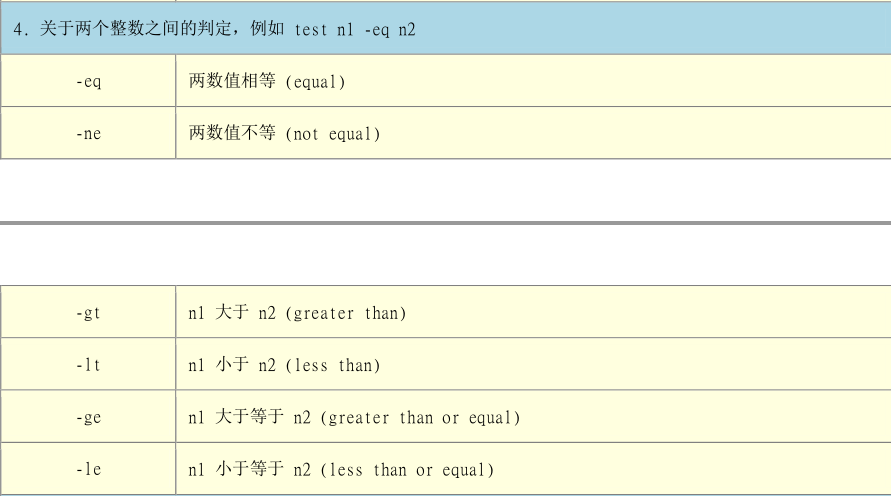 4. 关于两个整数之间的判定，例如 test n1 -eq n2
-eq 两数值相等 (equal)
-ne 两数值不等 (not equal)
-gt n1 大于 n2 (greater than)
-lt n1 小于 n2 (less than)
-ge n1 大于等于 n2 (greater than or equal)
-le n1 小于等于 n2 (less than or equal)